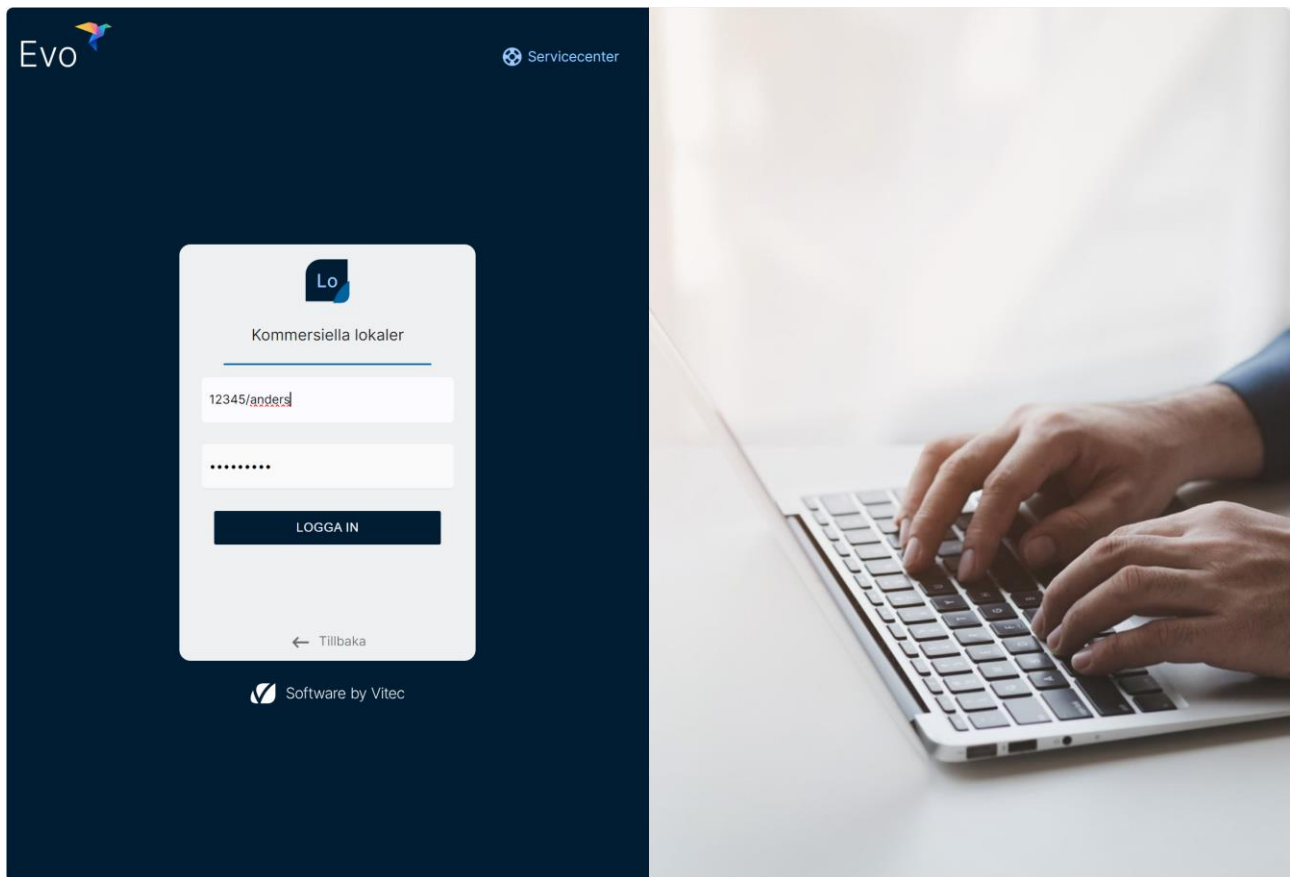 Evo
Servicecenter
Lo
Kommersiella lokaler
12345/anders
•••••••••
LOGGA IN
← Tillbaka
Software by Vitec